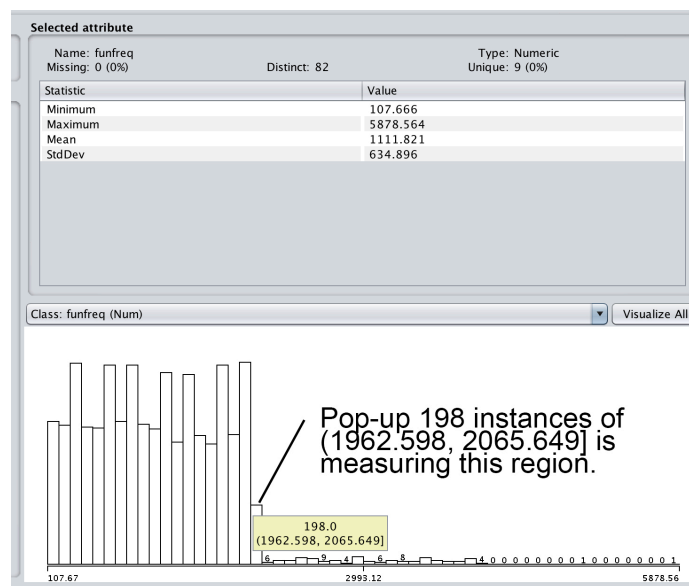 Selected attribute
Name: funfreq Type: Numeric
Missing: 0 (0%) Distinct: 82 Unique: 9 (0%)
Statistic Value
Minimum 107.666
Maximum 5878.564
Mean 1111.821
StdDev 634.896
Class: funfreq (Num) Visualize All
Pop-up 198 instances of
(1962.598, 2065.649] is
measuring this region.
198.0
(1962.598, 2065.649]
6 9 4 6 8 4 0 0 0 0 0 0 0 0 1 0 0 0 0 0 0 0 1
107.67 2993.12 5878.56